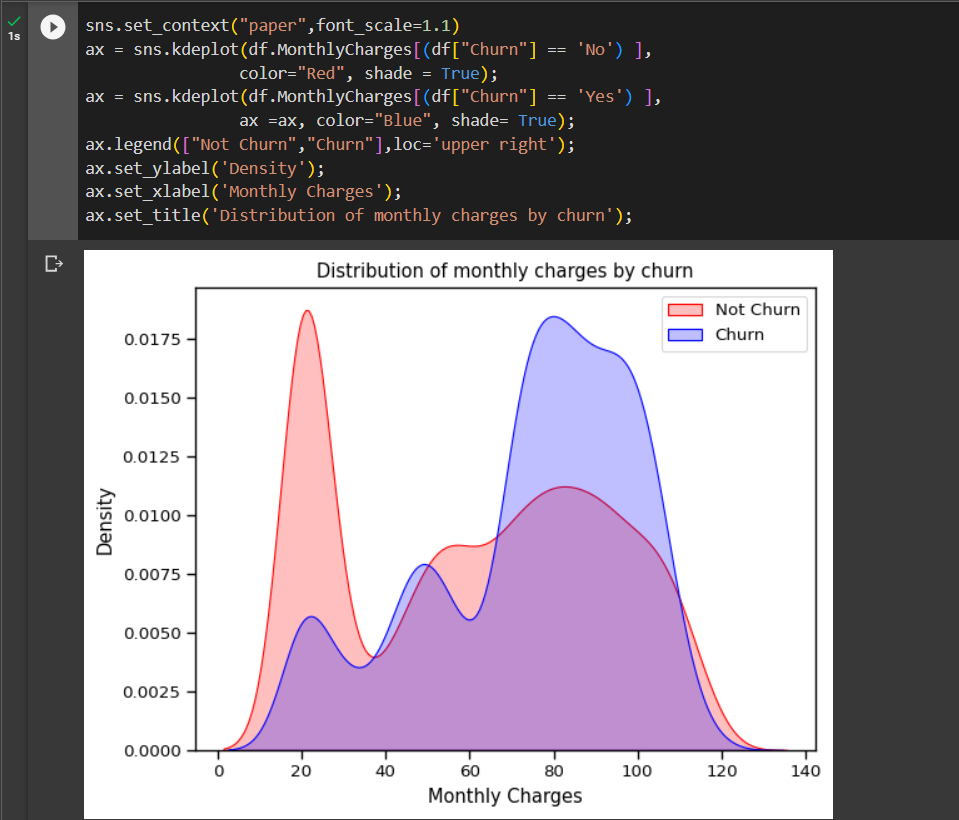 1s
sns.set_context("paper",font_scale=1.1)
ax = sns.kdeplot(df.MonthlyCharges[(df["Churn"] == 'No') ],
color="Red", shade = True);
ax = sns.kdeplot(df.MonthlyCharges[(df["Churn"] == 'Yes') ],
ax =ax, color="Blue", shade= True);
ax.legend(["Not Churn","Churn"],loc='upper right');
ax.set_ylabel('Density');
ax.set_xlabel('Monthly Charges');
ax.set_title('Distribution of monthly charges by churn');
Distribution of monthly charges by churn
Not Churn
Churn
0.0175
0.0150
0.0125
0.0100
0.0075
0.0050
0.0025
0.0000
Density
0 20 40 60 80 100 120 140
Monthly Charges